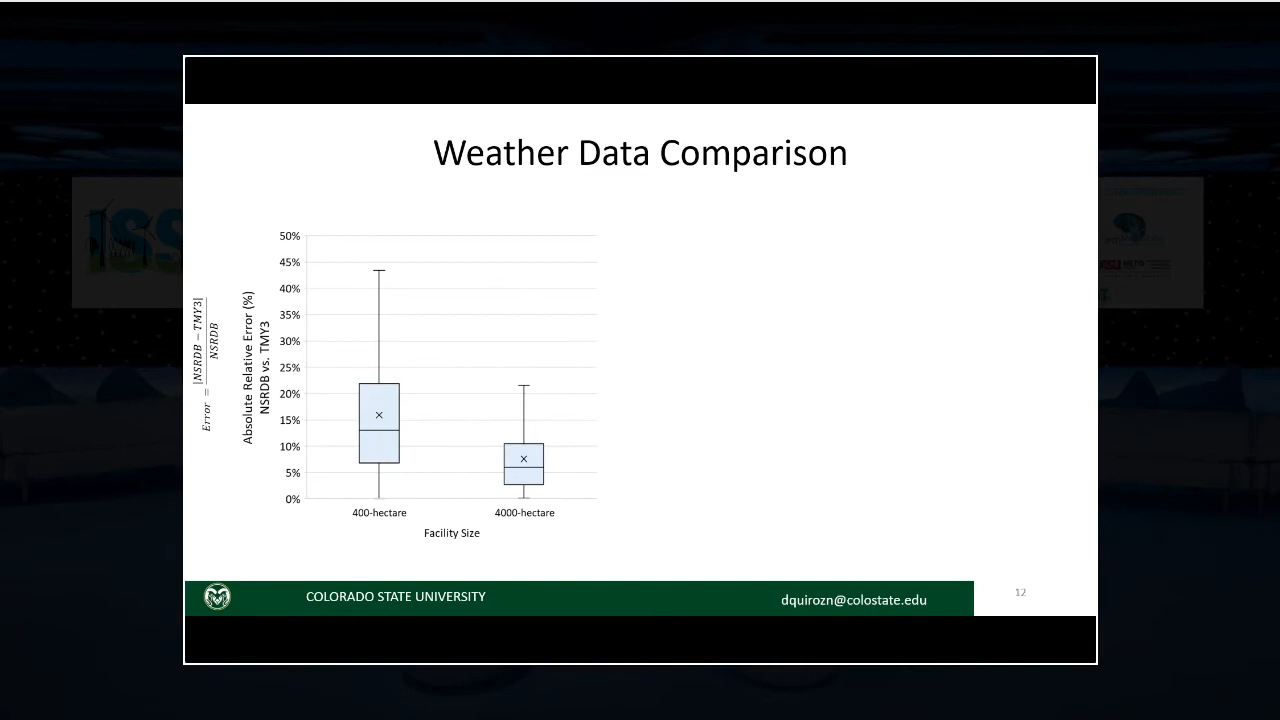 Weather Data Comparison
Error = |NSRDB − TMY3| / NSRDB
Absolute Relative Error (%)
NSRDB vs. TMY3
50%
45%
40%
35%
30%
25%
20%
15%
10%
5%
0%
400-hectare
4000-hectare
Facility Size
COLORADO STATE UNIVERSITY
dquirozn@colostate.edu
12
ISS